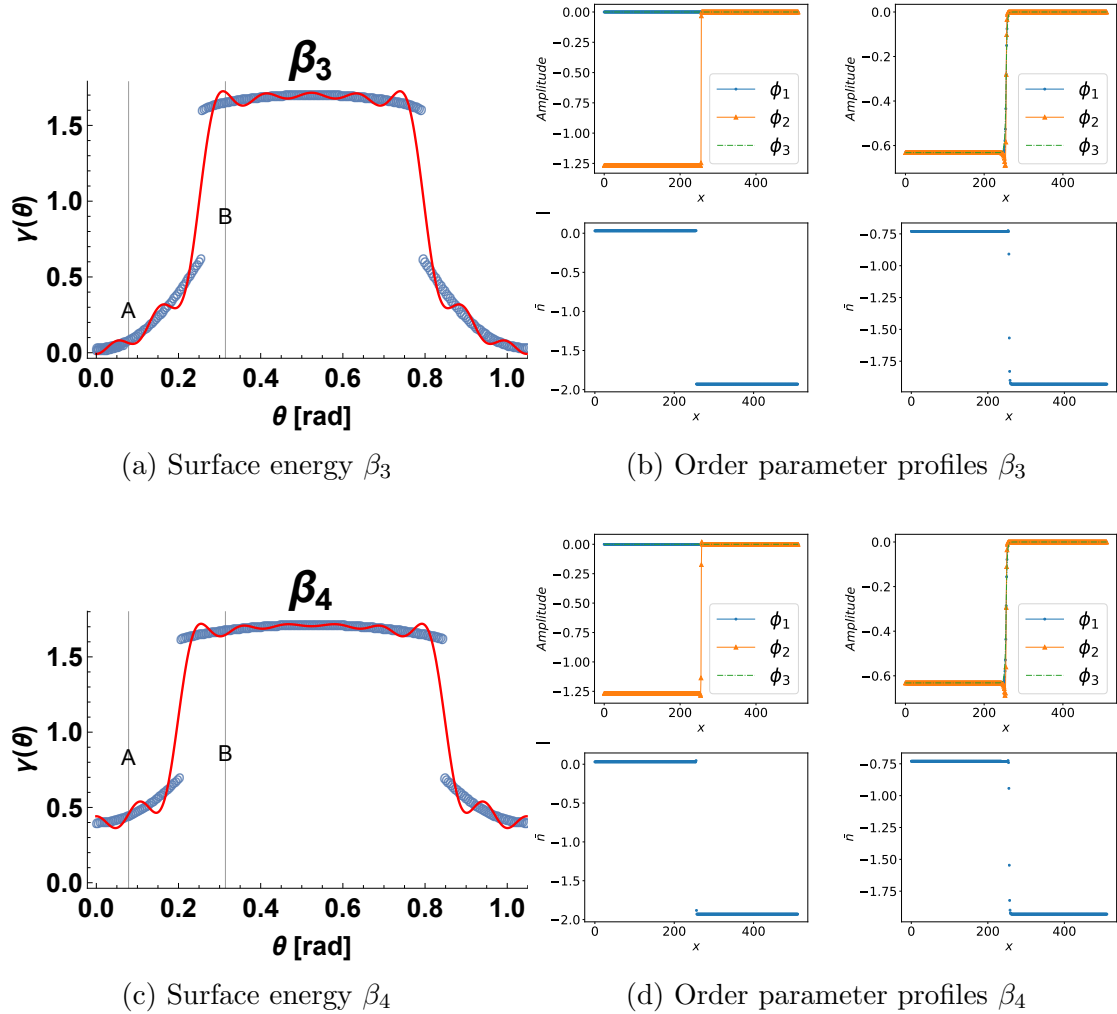 β₃
γ(θ)
1.5
1.0
0.5
0.0
A
B
0.0 0.2 0.4 0.6 0.8 1.0
θ [rad]
(a) Surface energy β₃
Amplitude
0.00
−0.25
−0.50
−0.75
−1.00
−1.25
ϕ₁
ϕ₂
ϕ₃
0 200 400
x
Amplitude
0.0
−0.2
−0.4
−0.6
ϕ₁
ϕ₂
ϕ₃
0 200 400
x
n̄
0.0
−0.5
−1.0
−1.5
−2.0
0 200 400
x
n̄
−0.75
−1.00
−1.25
−1.50
−1.75
0 200 400
x
(b) Order parameter profiles β₃
β₄
γ(θ)
1.5
1.0
0.5
0.0
A
B
0.0 0.2 0.4 0.6 0.8 1.0
θ [rad]
(c) Surface energy β₄
Amplitude
0.00
−0.25
−0.50
−0.75
−1.00
−1.25
ϕ₁
ϕ₂
ϕ₃
0 200 400
x
Amplitude
0.0
−0.2
−0.4
−0.6
ϕ₁
ϕ₂
ϕ₃
0 200 400
x
n̄
0.0
−0.5
−1.0
−1.5
−2.0
0 200 400
x
n̄
−0.75
−1.00
−1.25
−1.50
−1.75
0 200 400
x
(d) Order parameter profiles β₄